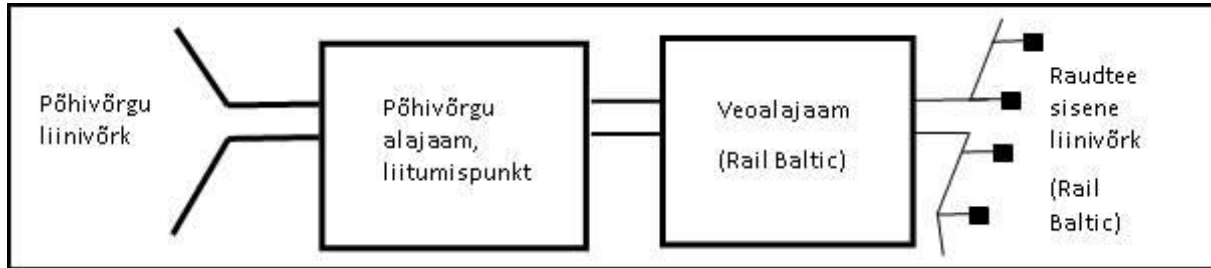 Põhivõrgu
liinivõrk
Põhivõrgu
alajaam,
liitumispunkt
Veoalajaam
(Rail Baltic)
Raudtee
sisene
liinivõrk
(Rail
Baltic)